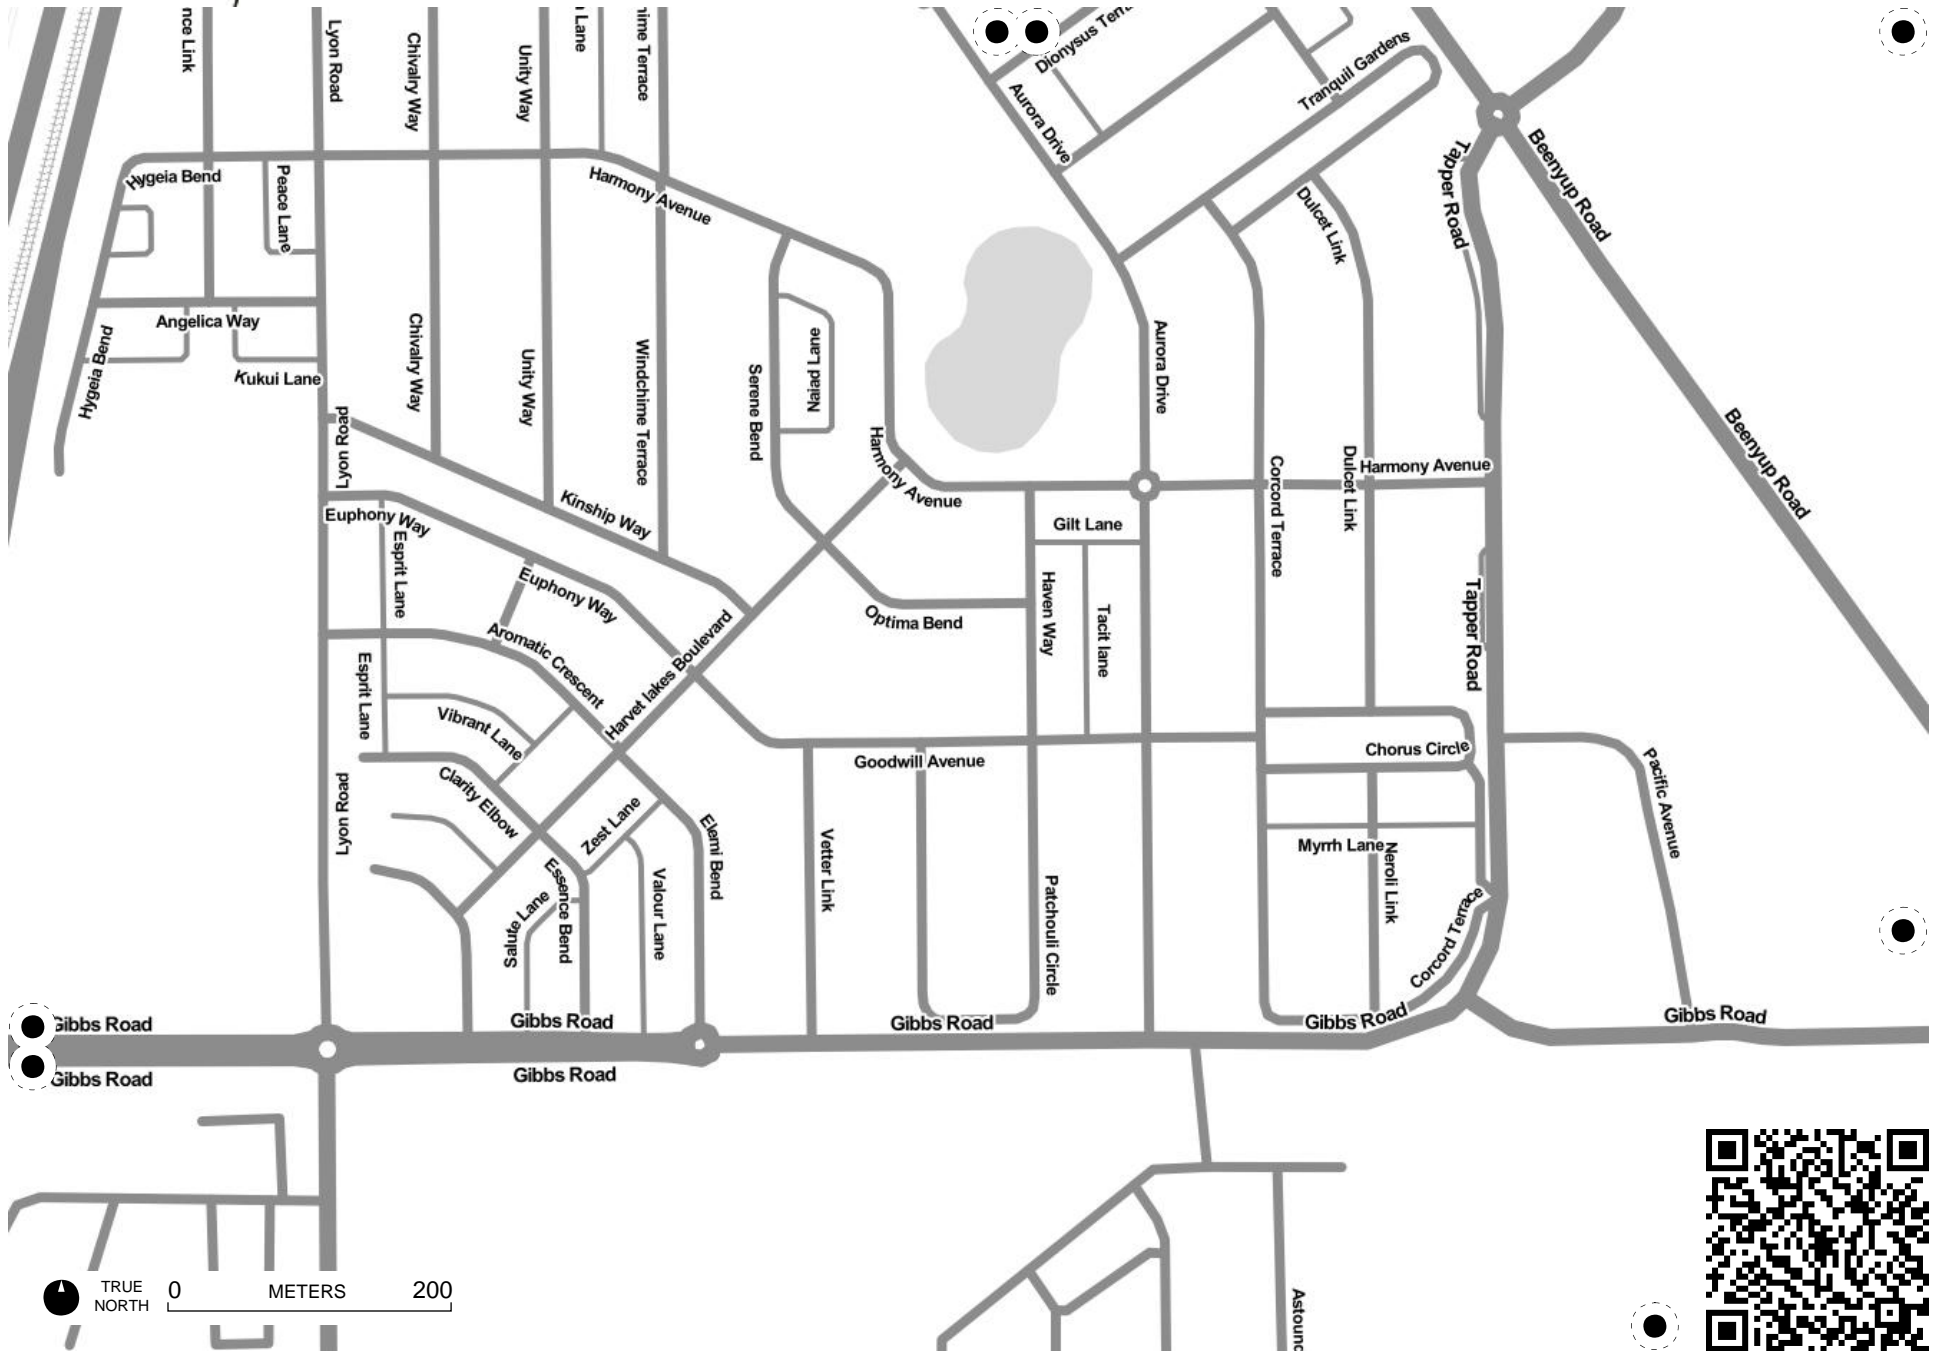 nce Link
Lyon Road
Chivalry Way
Unity Way
Lane
ime Terrace
Dionysus Terra
Tranquil Gardens
Aurora Drive
Hygeia Bend
Peace Lane
Harmony Avenue
Dulcet Link
Tapper Road
Beenyup Road
Angelica Way
Hygeia Bend
Kukui Lane
Chivalry Way
Unity Way
Windchime Terrace
Serene Bend
Naiad Lane
Aurora Drive
Lyon Road
Harmony Avenue
Corcord Terrace
Dulcet Link
Harmony Avenue
Beenyup Road
Euphony Way
Esprit Lane
Kinship Way
Gilt Lane
Euphony Way
Optima Bend
Haven Way
Tacit lane
Tapper Road
Aromatic Crescent
Harvet lakes Boulevard
Esprit Lane
Vibrant Lane
Goodwill Avenue
Chorus Circle
Pacific Avenue
Clarity Elbow
Lyon Road
Zest Lane
Elemi Bend
Vetter Link
Myrrh Lane
Neroli Link
Essence Bend
Salute Lane
Valour Lane
Patchouli Circle
Corcord Terrace
Gibbs Road
Gibbs Road
Gibbs Road
Gibbs Road
Gibbs Road
Gibbs Road
Gibbs Road
TRUE
NORTH
0 METERS 200
Astound